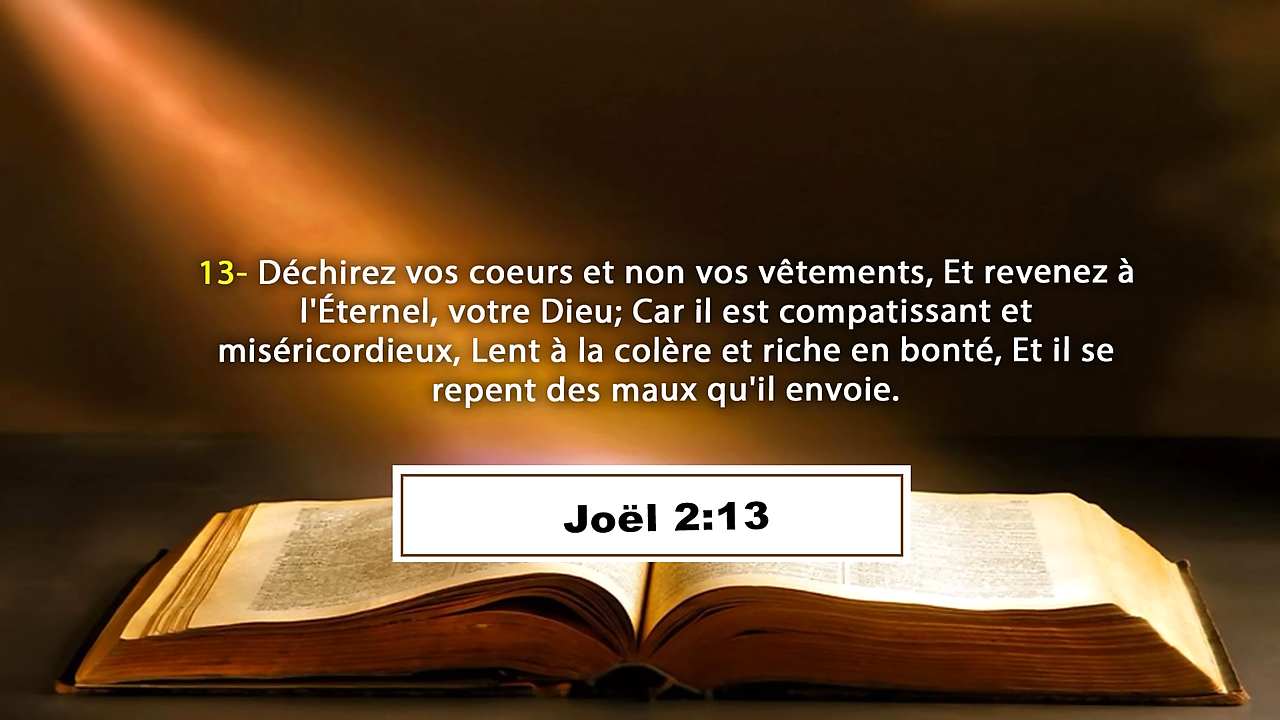 13- Déchirez vos coeurs et non vos vêtements, Et revenez à
l'Éternel, votre Dieu; Car il est compatissant et
miséricordieux, Lent à la colère et riche en bonté, Et il se
repent des maux qu'il envoie.
Joël 2:13